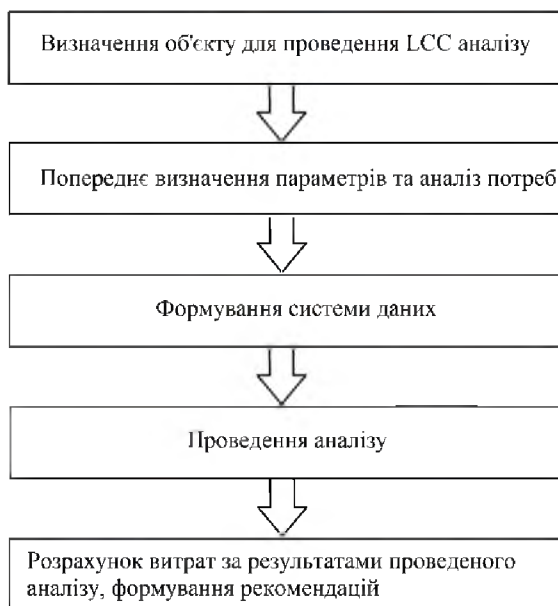 Визначення об'єкту для проведення LCC аналізу
Попереднє визначення параметрів та аналіз потреб
Формування системи даних
Проведення аналізу
Розрахунок витрат за результатами проведеного
аналізу, формування рекомендацій